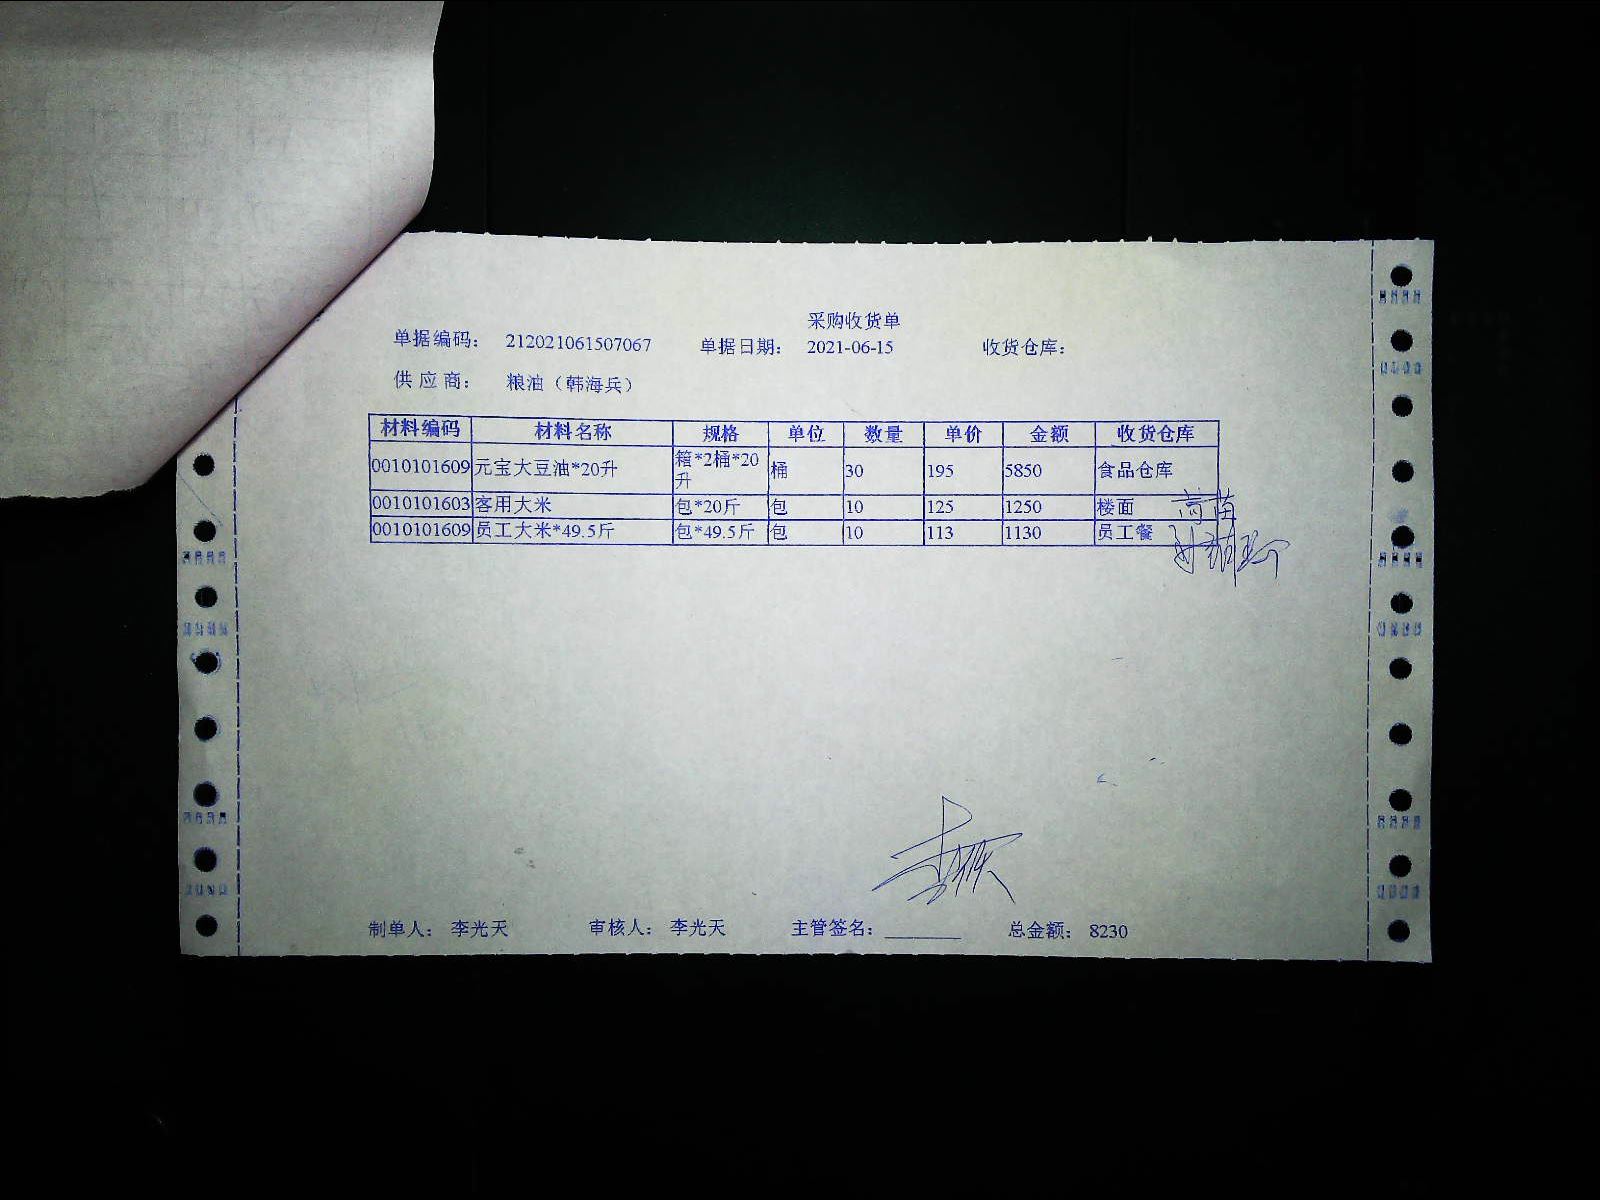 采购收货单
单据编码： 212021061507067 单据日期： 2021-06-15 收货仓库：
供 应 商： 粮油（韩海兵）
材料编码 材料名称 规格 单位 数量 单价 金额 收货仓库
0010101609 元宝大豆油*20升 箱*2桶*20升 桶 30 195 5850 食品仓库
0010101603 客用大米 包*20斤 包 10 125 1250 楼面
0010101609 员工大米*49.5斤 包*49.5斤 包 10 113 1130 员工餐
制单人： 李光天 审核人： 李光天 主管签名： 总金额： 8230